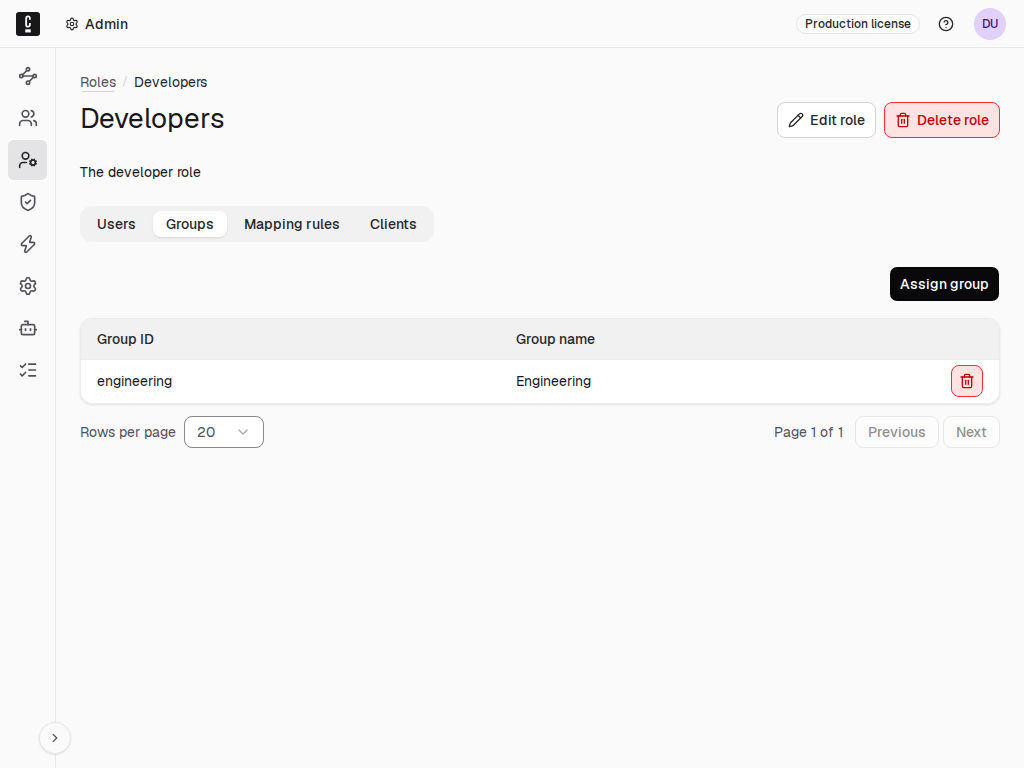 Admin
Production license
DU
Roles / Developers
Developers
Edit role
Delete role
The developer role
Users
Groups
Mapping rules
Clients
Assign group
Group ID
Group name
engineering
Engineering
Rows per page
20
Page 1 of 1
Previous
Next